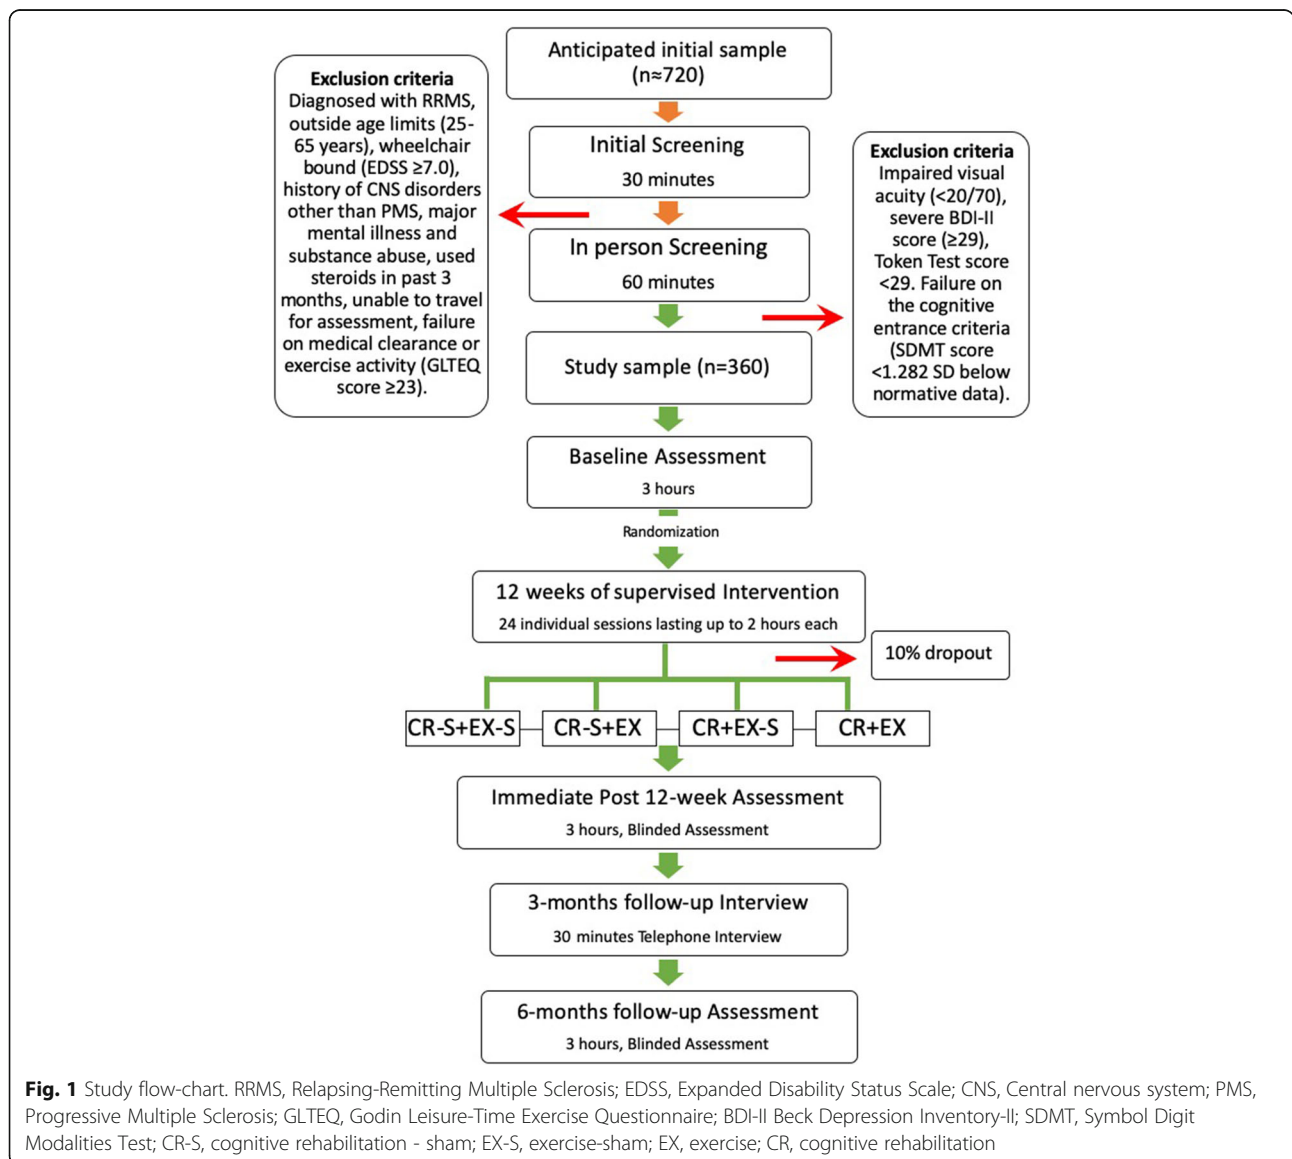 Anticipated initial sample
(n≈720)
Exclusion criteria
Diagnosed with RRMS,
outside age limits (25-
65 years), wheelchair
bound (EDSS ≥7.0),
history of CNS disorders
other than PMS, major
mental illness and
substance abuse, used
steroids in past 3
months, unable to travel
for assessment, failure
on medical clearance or
exercise activity (GLTEQ
score ≥23).
Initial Screening
30 minutes
In person Screening
60 minutes
Exclusion criteria
Impaired visual
acuity (<20/70),
severe BDI-II
score (≥29),
Token Test score
<29. Failure on
the cognitive
entrance criteria
(SDMT score
<1.282 SD below
normative data).
Study sample (n=360)
Baseline Assessment
3 hours
Randomization
12 weeks of supervised Intervention
24 individual sessions lasting up to 2 hours each
10% dropout
CR-S+EX-S
CR-S+EX
CR+EX-S
CR+EX
Immediate Post 12-week Assessment
3 hours, Blinded Assessment
3-months follow-up Interview
30 minutes Telephone Interview
6-months follow-up Assessment
3 hours, Blinded Assessment
Fig. 1 Study flow-chart. RRMS, Relapsing-Remitting Multiple Sclerosis; EDSS, Expanded Disability Status Scale; CNS, Central nervous system; PMS,
Progressive Multiple Sclerosis; GLTEQ, Godin Leisure-Time Exercise Questionnaire; BDI-II Beck Depression Inventory-II; SDMT, Symbol Digit
Modalities Test; CR-S, cognitive rehabilitation - sham; EX-S, exercise-sham; EX, exercise; CR, cognitive rehabilitation